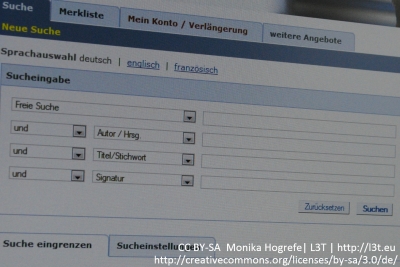 Suche Merkliste Mein Konto / Verlängerung weitere Angebote
Neue Suche
Sprachauswahl deutsch | englisch | französisch
Sucheingabe
Freie Suche
und Autor / Hrsg.
und Titel/Stichwort
und Signatur
Zurücksetzen Suchen
Suche eingrenzen Sucheinstellungen
CC BY-SA Monika Hogrefe| L3T | http://l3t.eu
http://creativecommons.org/licenses/by-sa/3.0/de/